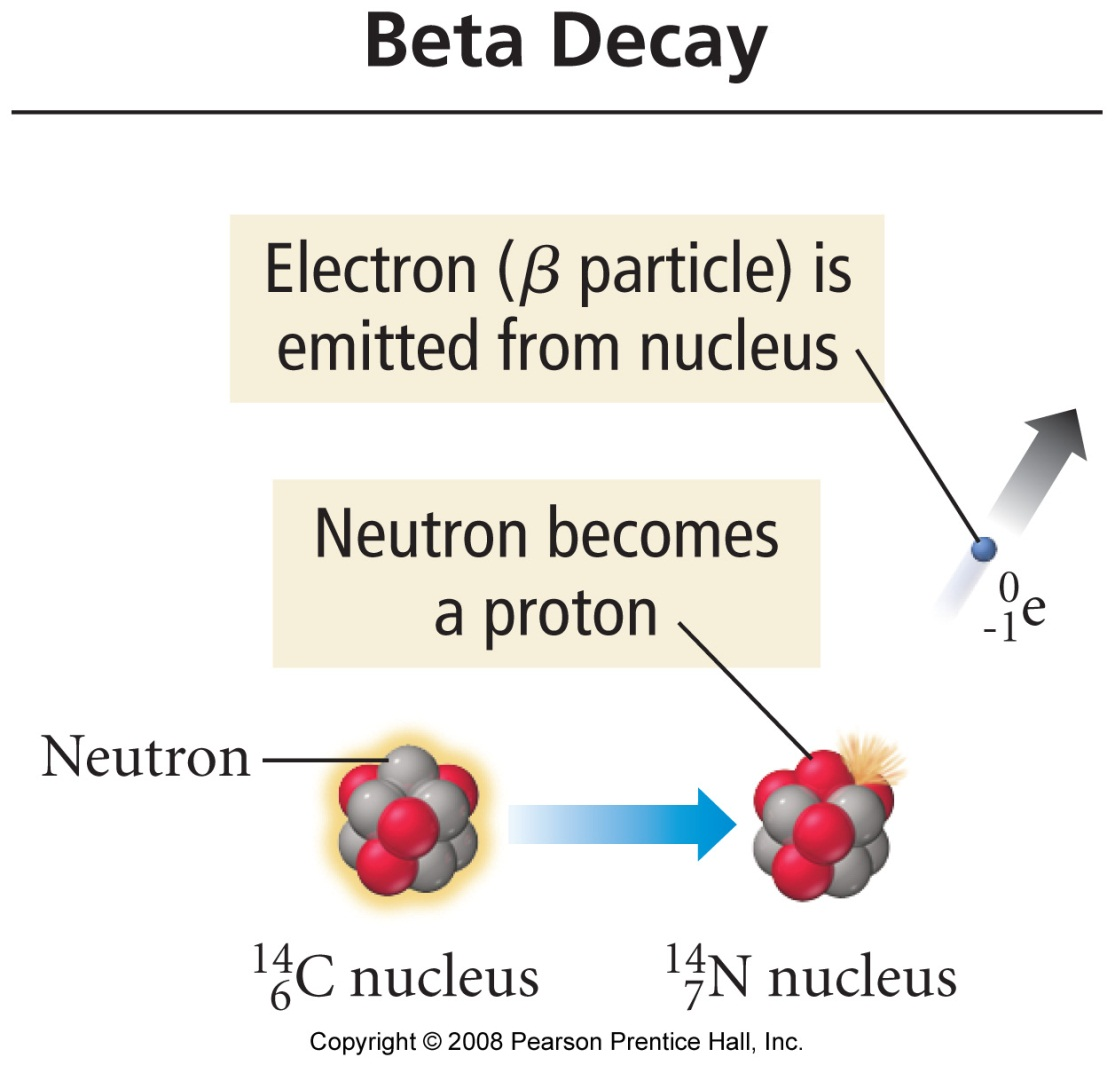 Beta Decay
Electron (β particle) is
emitted from nucleus
Neutron becomes
a proton
0
-1e
Neutron
14
6C nucleus
14
7N nucleus
Copyright © 2008 Pearson Prentice Hall, Inc.